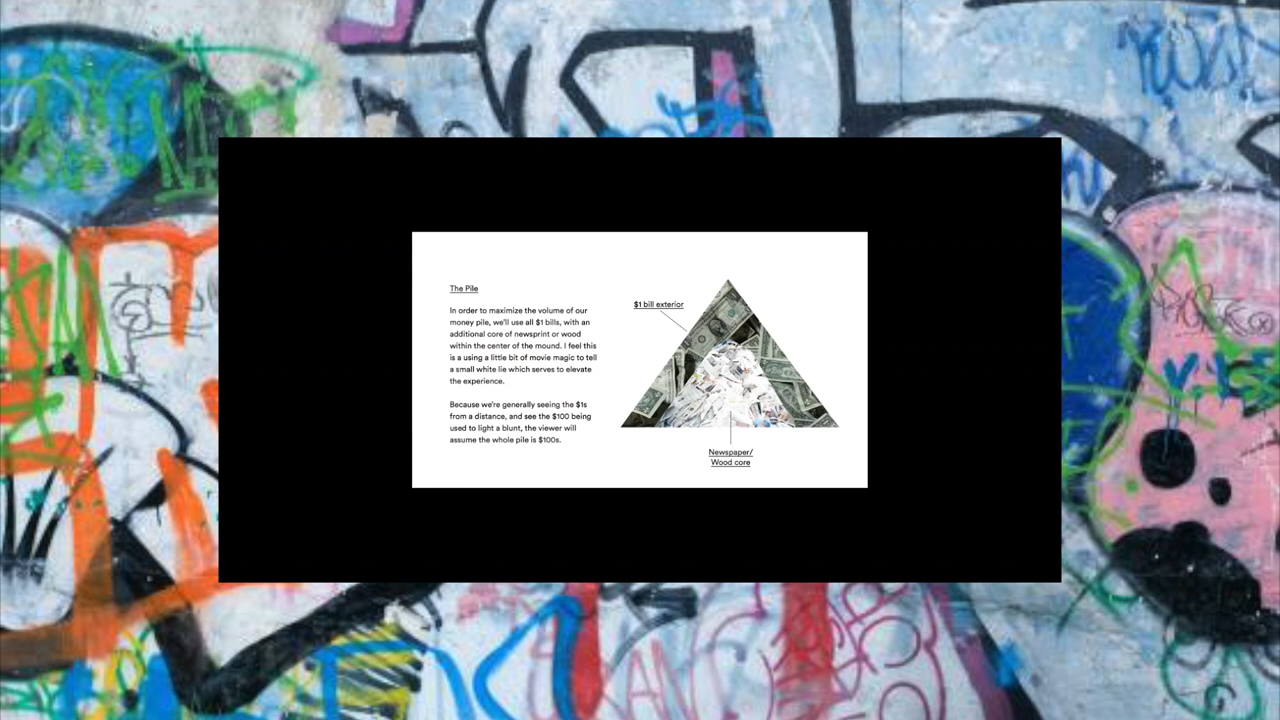 The Pile
In order to maximize the volume of our
money pile, we'll use all $1 bills, with an
additional core of newsprint or wood
within the center of the mound. I feel this
is a using a little bit of movie magic to tell
a small white lie which serves to elevate
the experience.
Because we're generally seeing the $1s
from a distance, and see the $100 being
used to light a blunt, the viewer will
assume the whole pile is $100s.
$1 bill exterior
Newspaper/
Wood core